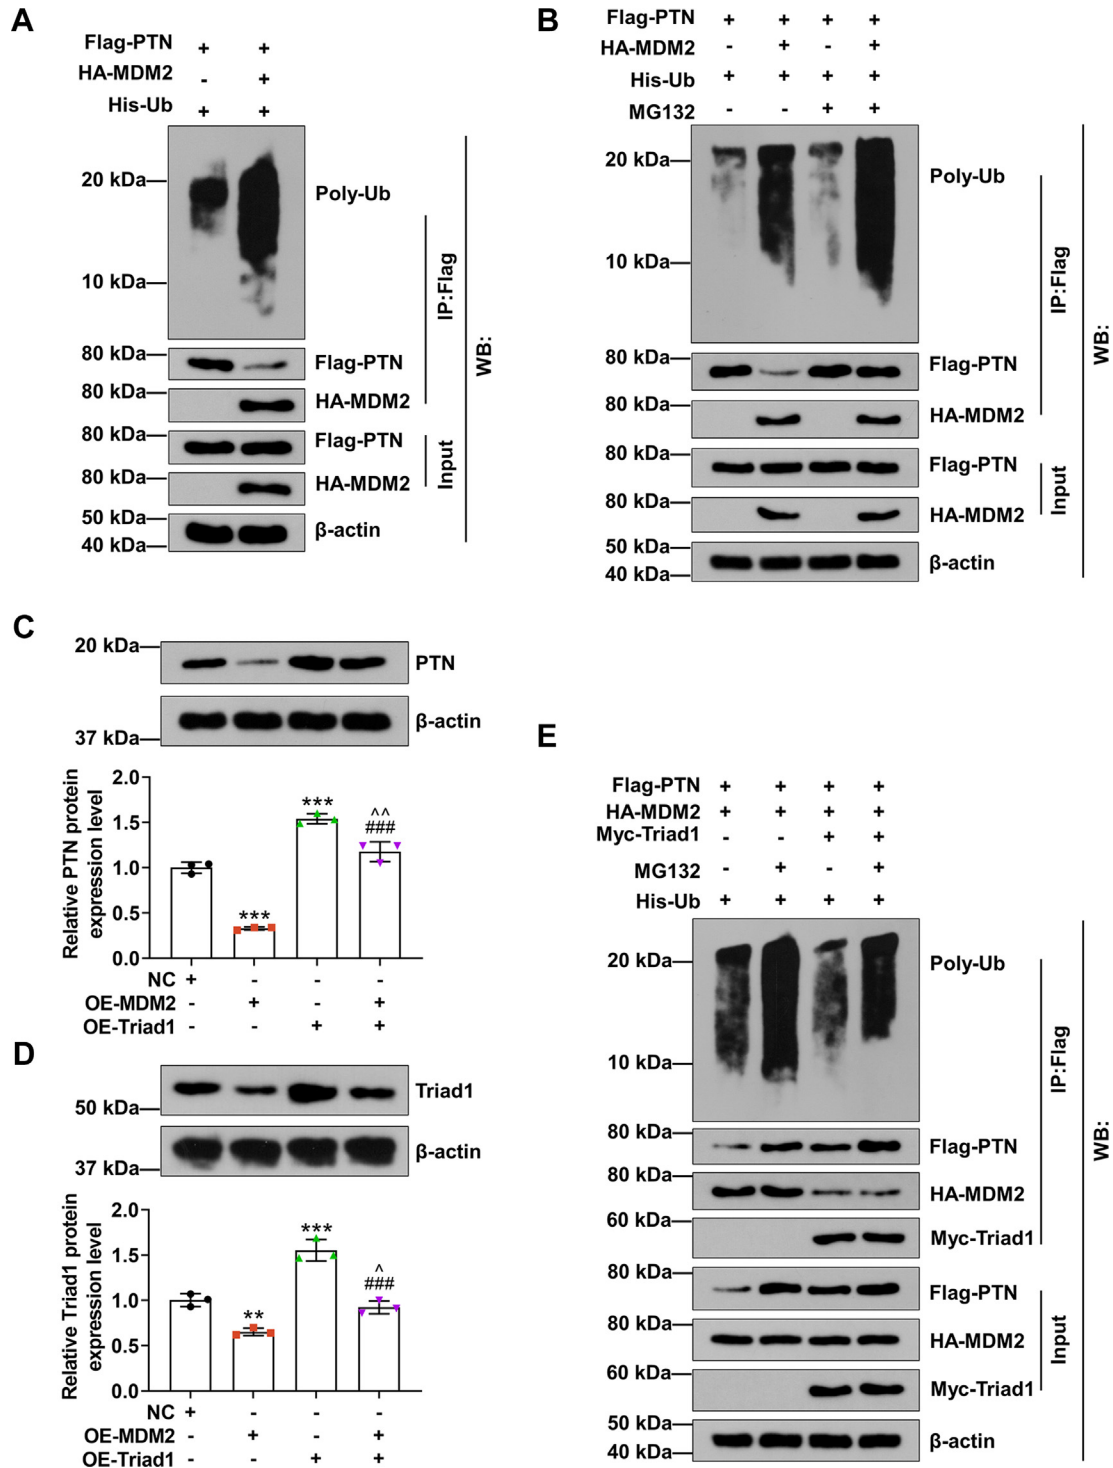 A
Flag-PTN + +
HA-MDM2 - +
His-Ub + +
20 kDa
Poly-Ub
10 kDa
80 kDa
Flag-PTN
80 kDa
HA-MDM2
IP:Flag
80 kDa
Flag-PTN
80 kDa
HA-MDM2
Input
50 kDa
40 kDa
β-actin
WB:
B
Flag-PTN + + + +
HA-MDM2 - + - +
His-Ub + + + +
MG132 - - + +
20 kDa
Poly-Ub
10 kDa
80 kDa
Flag-PTN
80 kDa
HA-MDM2
IP:Flag
80 kDa
Flag-PTN
80 kDa
HA-MDM2
Input
50 kDa
40 kDa
β-actin
WB:
C
20 kDa
PTN
β-actin
37 kDa
Relative PTN protein
expression level
2.0
1.5
1.0
0.5
0.0
***
***
^^
###
NC + - - -
OE-MDM2 - + - +
OE-Triad1 - - + +
D
Triad1
50 kDa
β-actin
37 kDa
Relative Triad1 protein
expression level
2.0
1.5
1.0
0.5
0.0
**
***
^
###
NC + - - -
OE-MDM2 - + - +
OE-Triad1 - - + +
E
Flag-PTN + + + +
HA-MDM2 + + + +
Myc-Triad1 - - + +
MG132 - + - +
His-Ub + + + +
20 kDa
Poly-Ub
10 kDa
80 kDa
Flag-PTN
80 kDa
HA-MDM2
60 kDa
Myc-Triad1
IP:Flag
80 kDa
Flag-PTN
80 kDa
HA-MDM2
60 kDa
Myc-Triad1
Input
50 kDa
40 kDa
β-actin
WB: